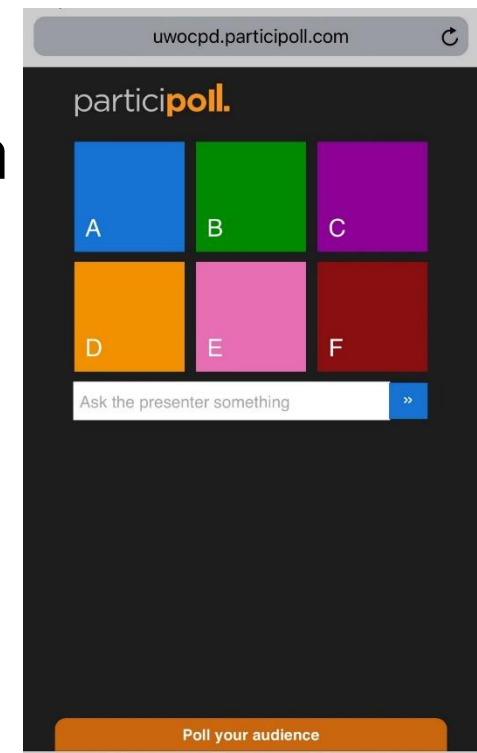 uwocpd.participoll.com
participoll.
A B C
D E F
Ask the presenter something »
Poll your audience